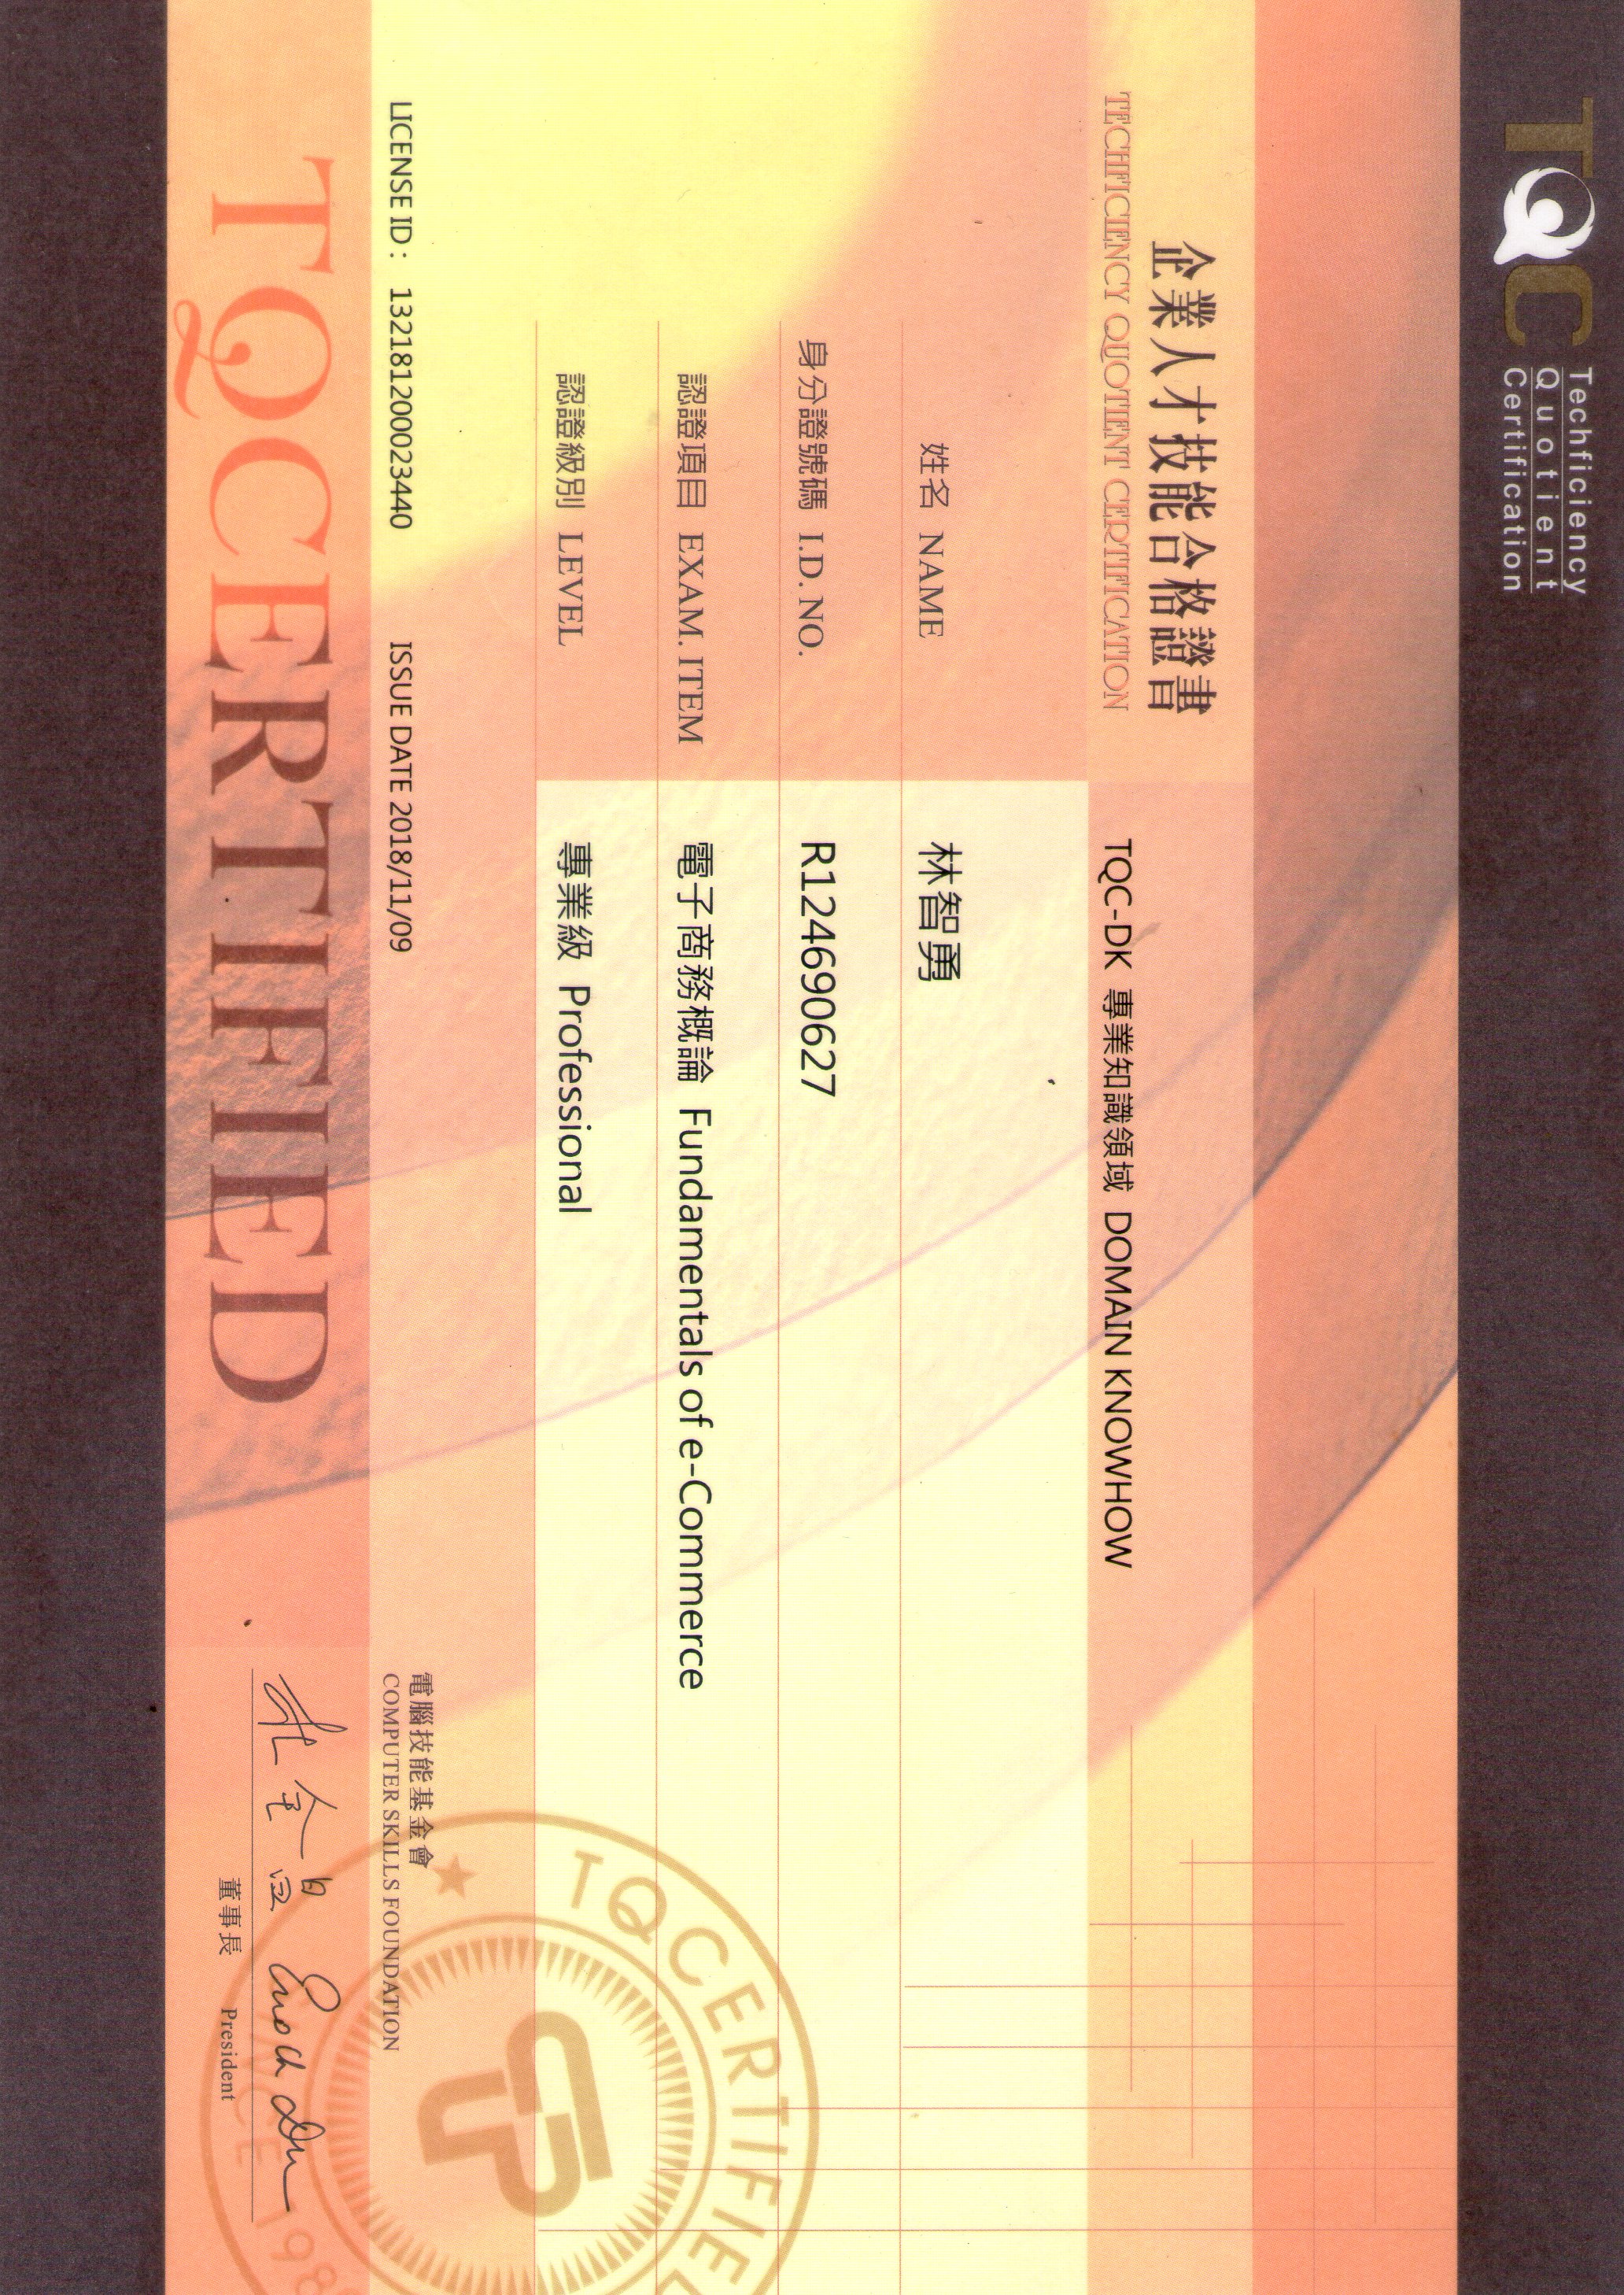 TQC
Techficiency
Quotient
Certification
企業人才技能合格證書
TECHFICIENCY QUOTIENT CERTIFICATION
TQC-DK 專業知識領域 DOMAIN KNOWHOW
姓名 NAME 林智勇
身分證號碼 I.D. NO. R124690627
認證項目 EXAM. ITEM 電子商務概論 Fundamentals of e-Commerce
認證級別 LEVEL 專業級 Professional
TQCERTIFIED
LICENSE ID : 132181200023440 ISSUE DATE 2018/11/09
電腦技能基金會
COMPUTER SKILLS FOUNDATION
TQCERTIFIED
杜全昌 Enoch Du
董事長 President
SINCE